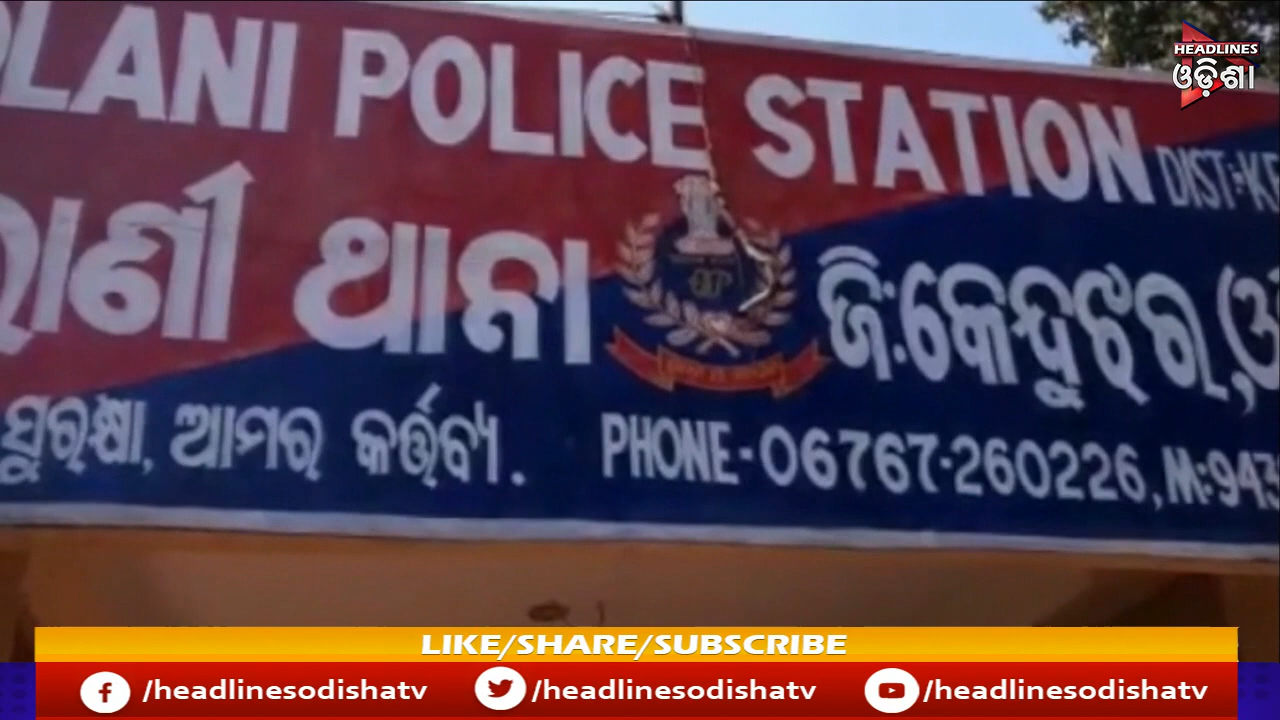 HEADLINES
ଓଡ଼ିଶା
OLANI POLICE STATION DIST:-KE
ରାଣୀ ଥାନା ଜି:କେନ୍ଦୁଝର,ଓ
ସୁରକ୍ଷା, ଆମର କର୍ତ୍ତବ୍ୟ.
PHONE-06767-260226, M:-943
LIKE/SHARE/SUBSCRIBE
/headlinesodishatv /headlinesodishatv /headlinesodishatv